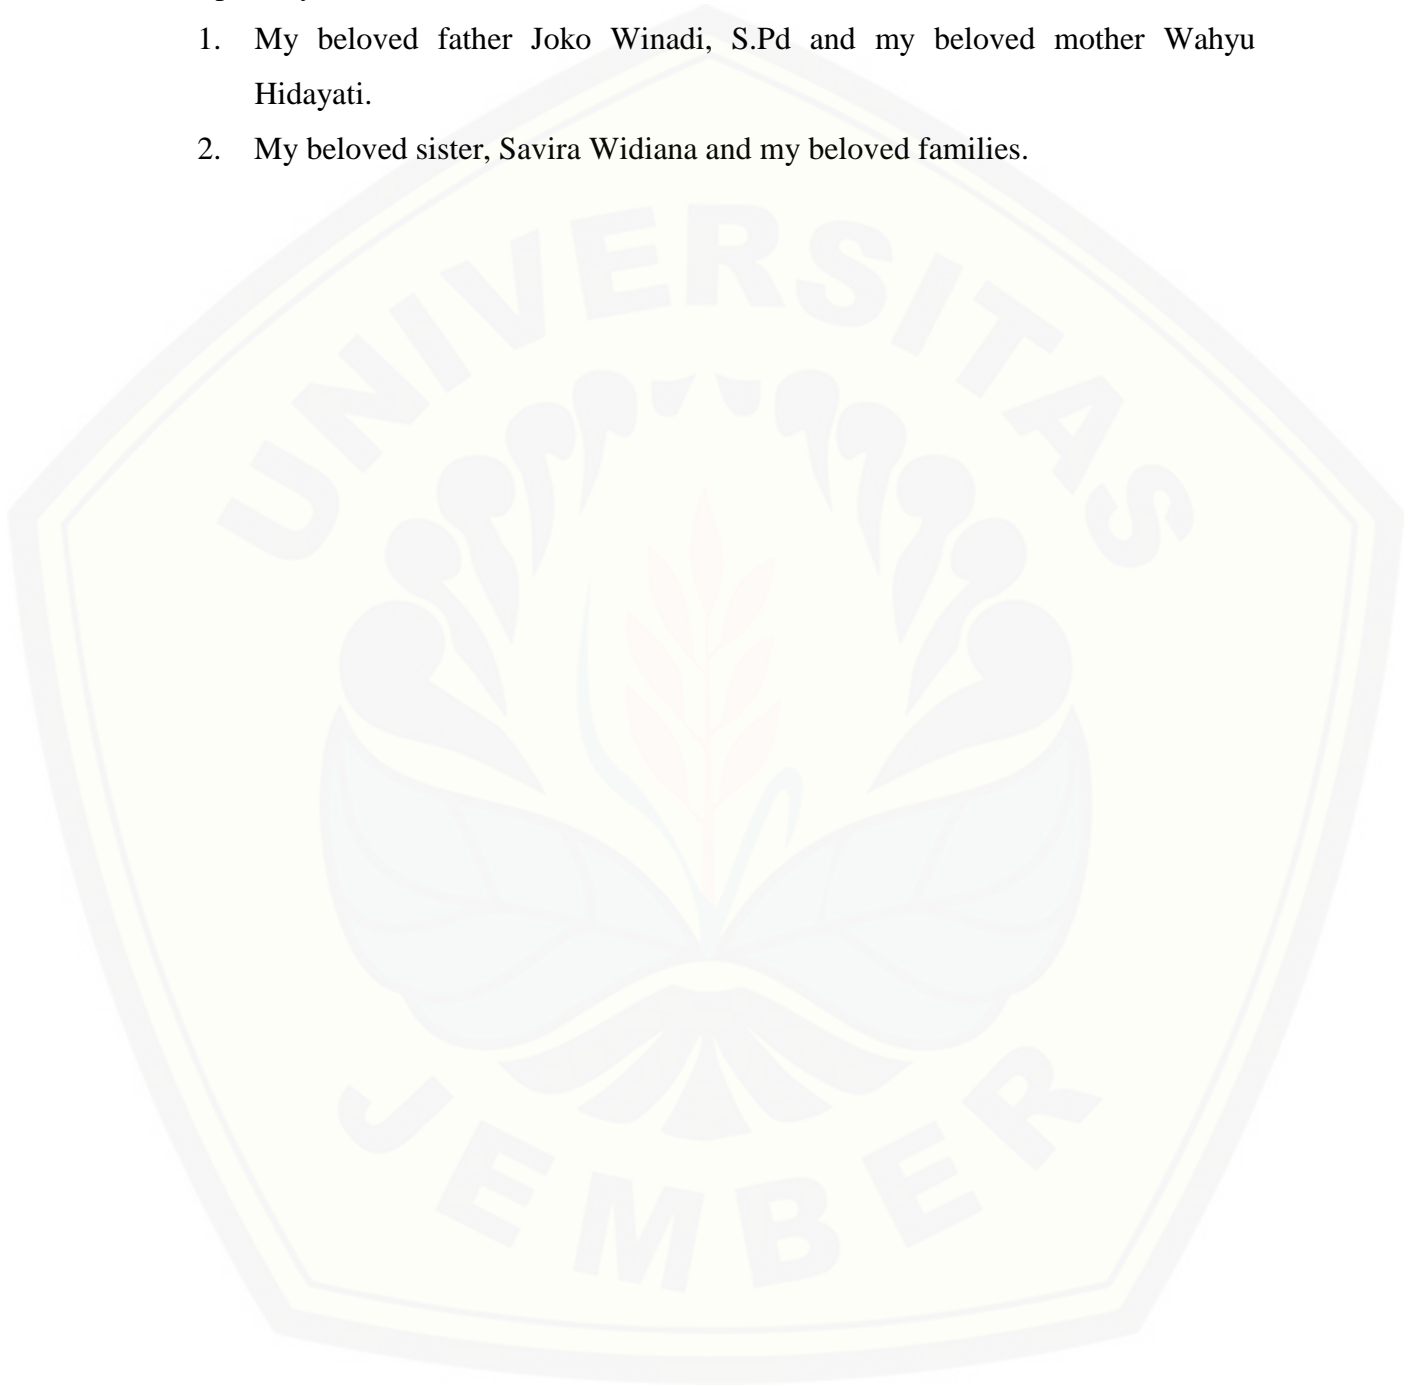 1. My beloved father Joko Winadi, S.Pd and my beloved mother Wahyu
Hidayati.
2. My beloved sister, Savira Widiana and my beloved families.
UNIVERSITAS
JEMBER